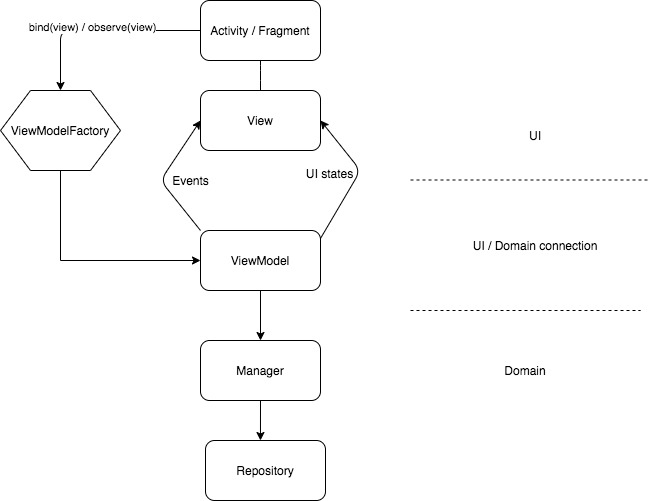 bind(view) / observe(view)
Activity / Fragment
ViewModelFactory
View
UI
Events
UI states
ViewModel
UI / Domain connection
Manager
Domain
Repository